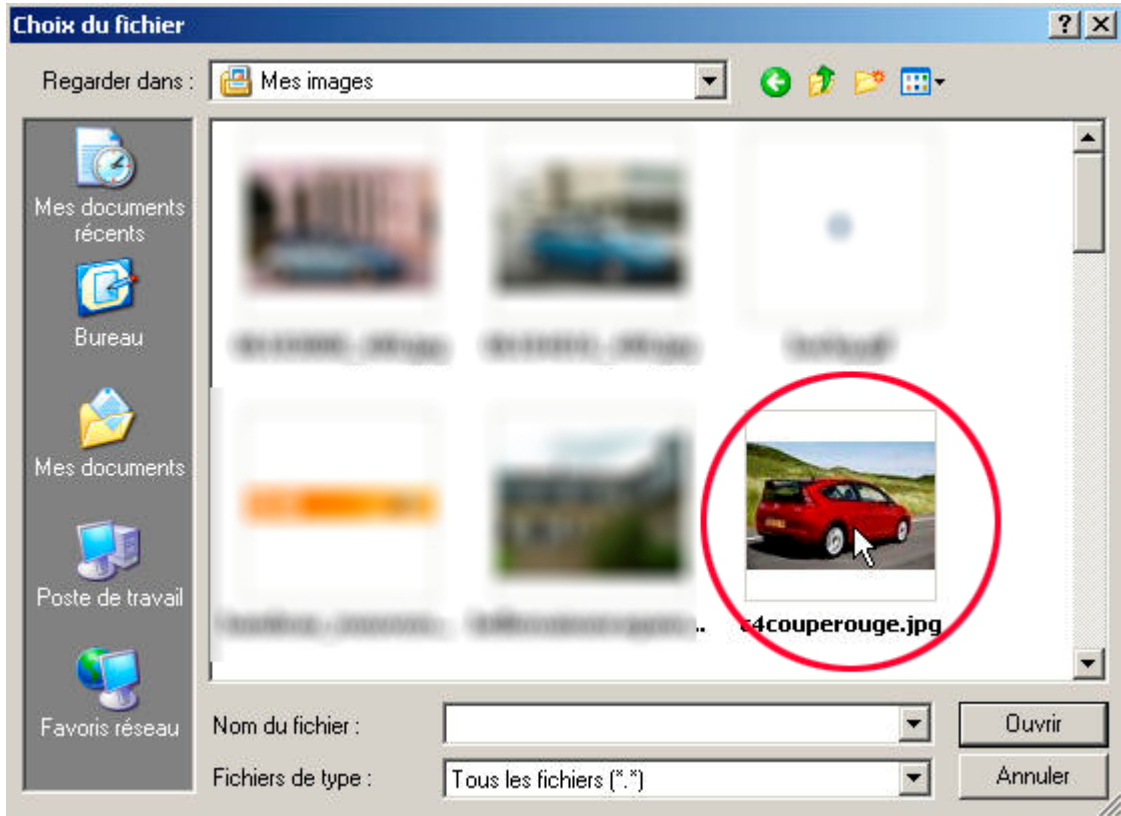 Choix du fichier
Regarder dans :
Mes images
Mes documents
récents
Bureau
Mes documents
Poste de travail
Favoris réseau
c4couperouge.jpg
Nom du fichier :
Ouvrir
Fichiers de type :
Tous les fichiers (*.*)
Annuler